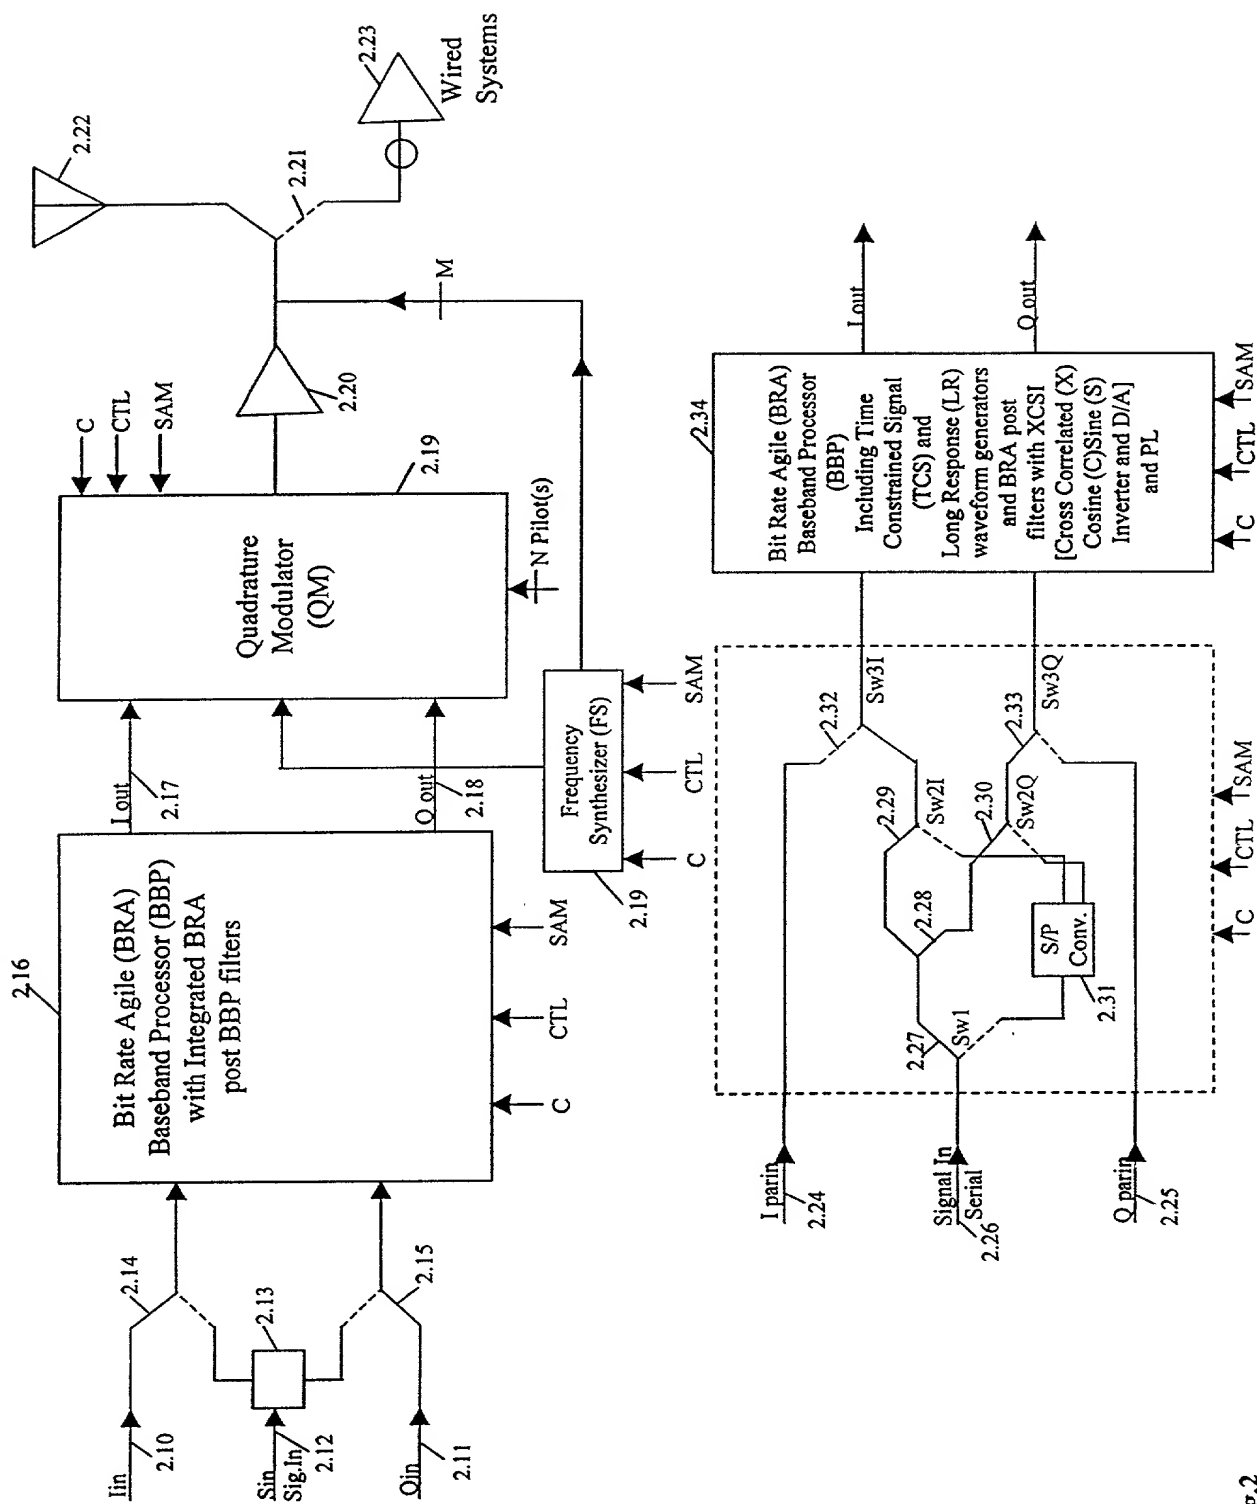 Iin
2.10
Sin
Sig.In
2.12
Qin
2.11
2.13
2.14
2.15
2.16
Bit Rate Agile (BRA)
Baseband Processor (BBP)
with Integrated BRA
post BBP filters
C
CTL
SAM
I out
2.17
Q out
2.18
Quadrature
Modulator
(QM)
2.19
C
CTL
SAM
N Pilot(s)
Frequency
Synthesizer (FS)
2.19
C
CTL
SAM
2.20
M
2.21
2.22
2.23
Wired
Systems
I parin
2.24
Signal In
Serial
2.26
Q parin
2.25
2.27
Sw1
2.28
2.29
Sw2I
2.30
Sw2Q
S/P
Conv.
2.31
2.32
Sw3I
2.33
Sw3Q
C
CTL
SAM
2.34
Bit Rate Agile (BRA)
Baseband Processor
(BBP)
Including Time
Constrained Signal
(TCS) and
Long Response (LR)
waveform generators
and BRA post
filters with XCSI
[Cross Correlated (X)
Cosine (C)Sine (S)
Inverter and D/A]
and PL
C
CTL
SAM
I out
Q out